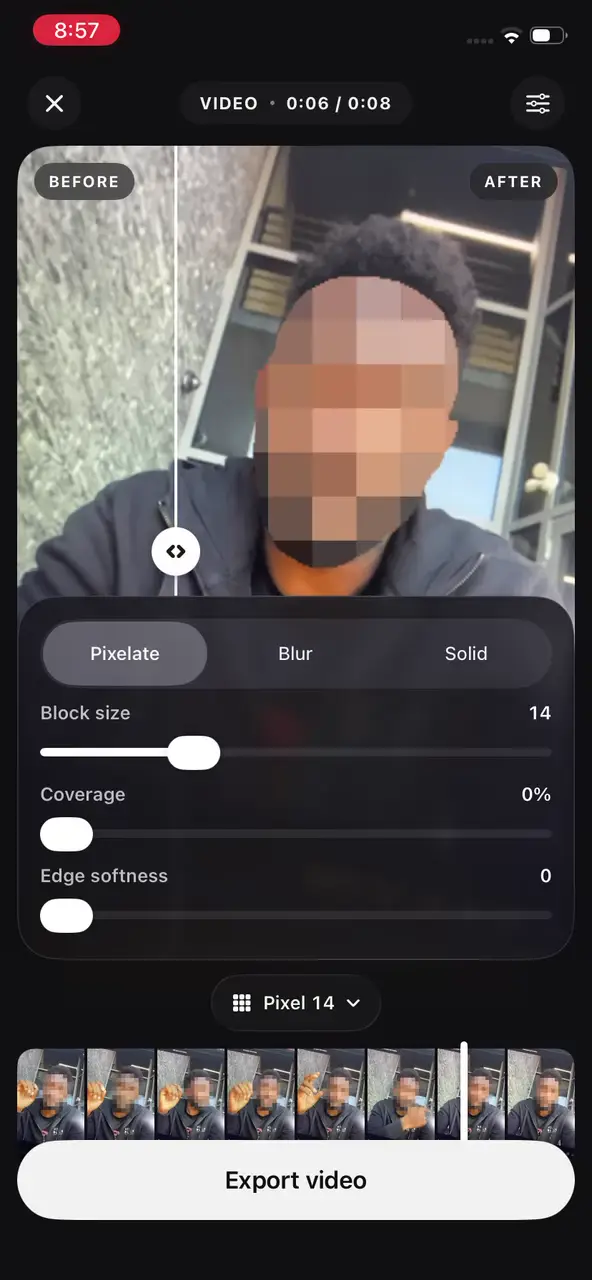 8:57
VIDEO • 0:06 / 0:08
BEFORE
AFTER
Pixelate
Blur
Solid
Block size
14
Coverage
0%
Edge softness
0
Pixel 14
Export video